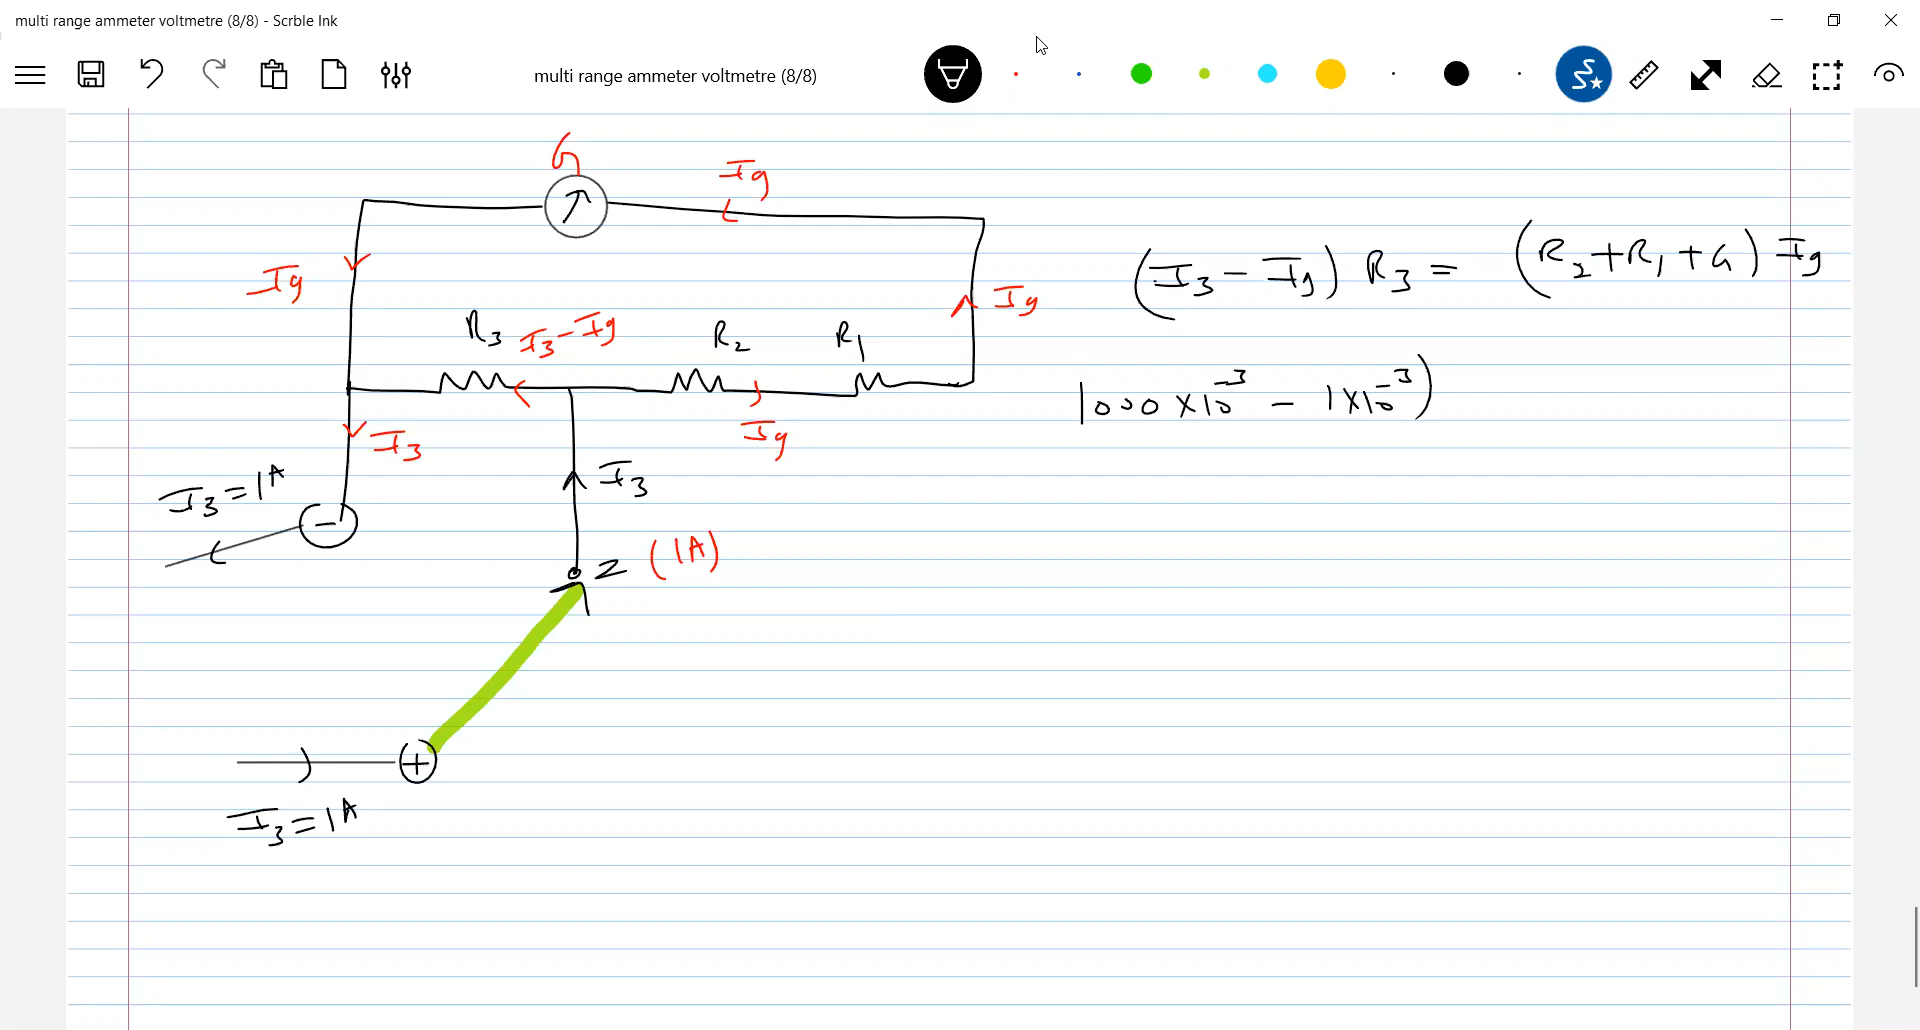 multi range ammeter voltmetre (8/8) - Scrble Ink
multi range ammeter voltmetre (8/8)
G
Ig
Ig
(I3 - Ig) R3 = (R2 + R1 + G) Ig
Ig
R3
I3 - Ig
R2
R1
1000 × 10⁻³ - 1 × 10⁻³)
Ig
I3
I3 = 1A
-
I3
2 (1A)
+
I3 = 1A